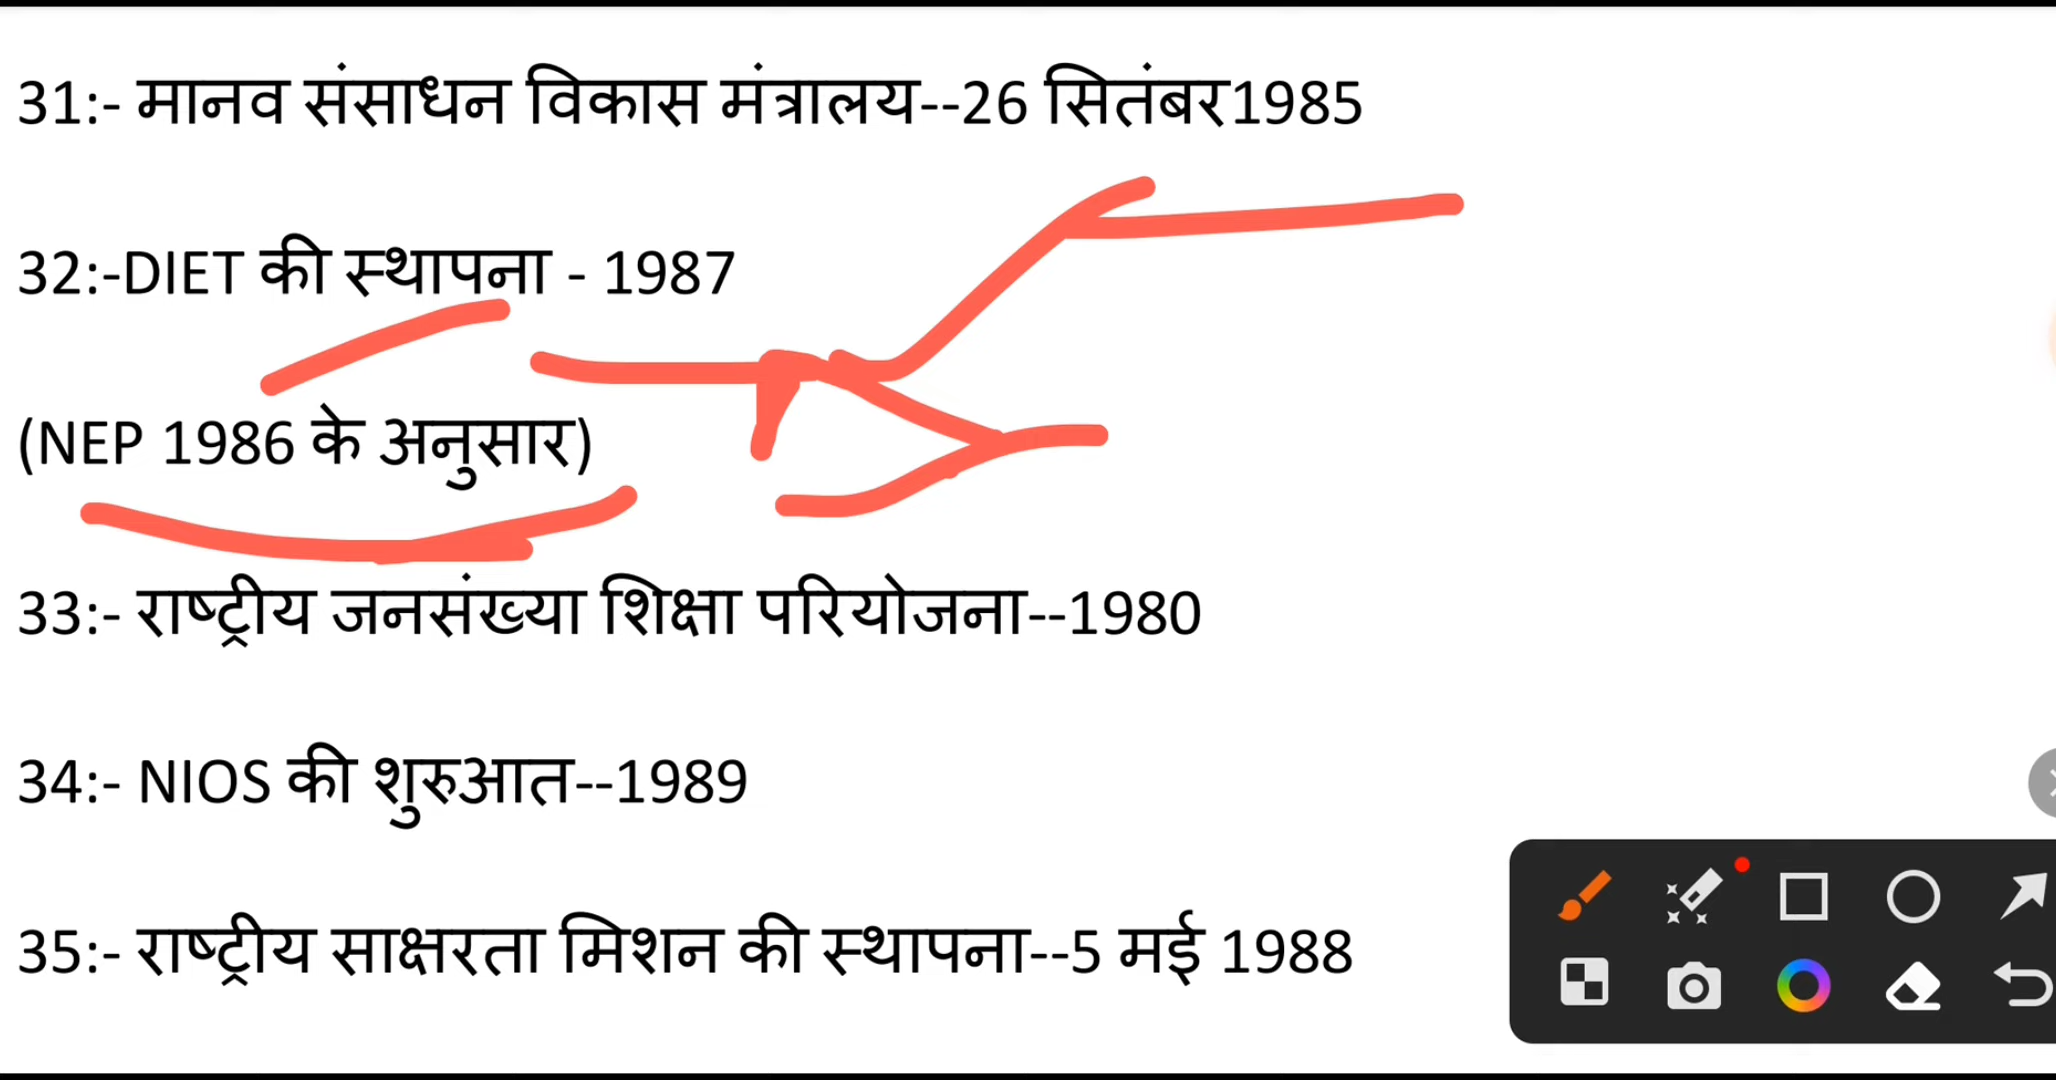 31:- मानव संसाधन विकास मंत्रालय--26 सितंबर1985
32:-DIET की स्थापना - 1987
(NEP 1986 के अनुसार)
33:- राष्ट्रीय जनसंख्या शिक्षा परियोजना--1980
34:- NIOS की शुरुआत--1989
35:- राष्ट्रीय साक्षरता मिशन की स्थापना--5 मई 1988